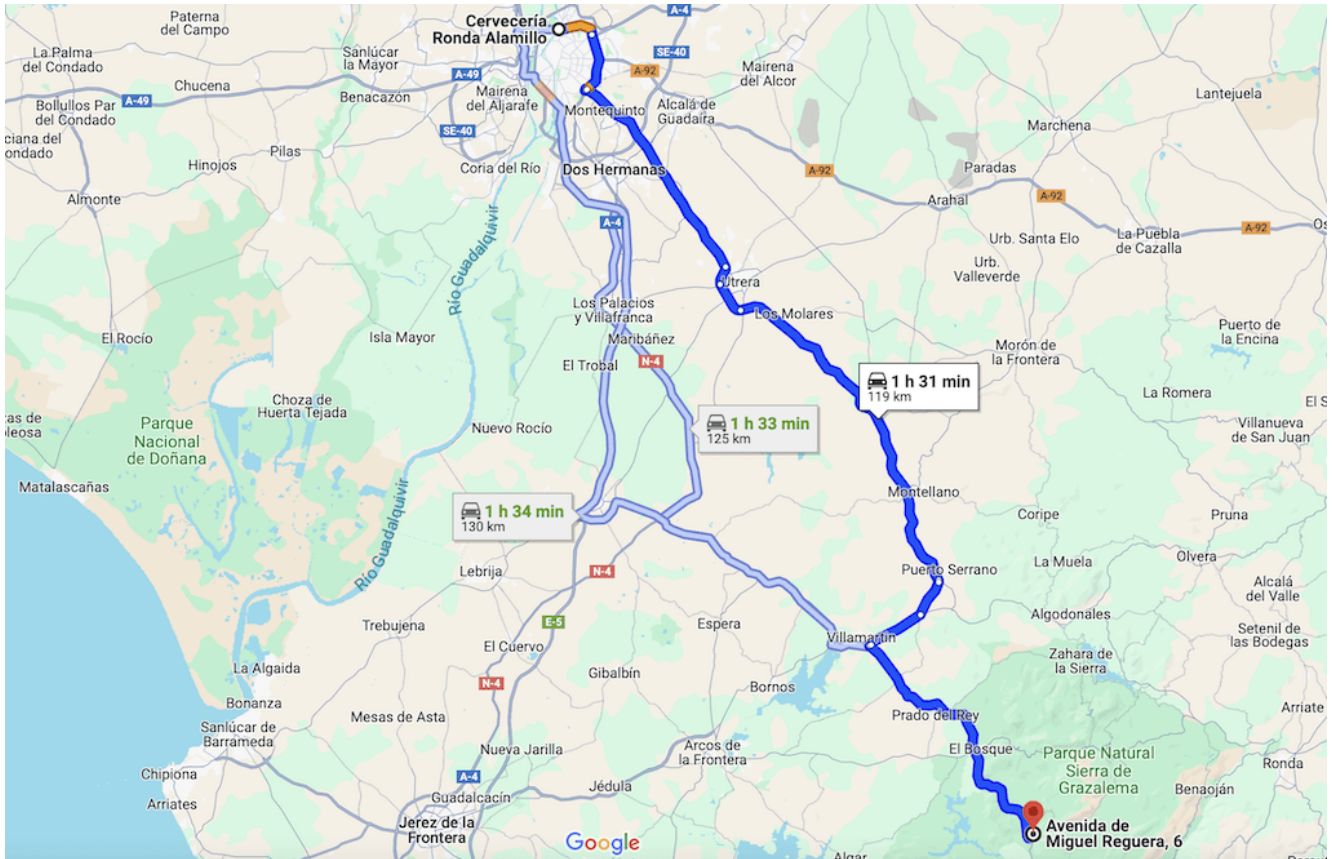 Paterna
del Campo
Cervecería
Ronda Alamillo
A-4
La Palma
del Condado
Sanlúcar
la Mayor
SE-40
A-49
A-92
Mairena
del Alcor
Chucena
Mairena
del Aljarafe
Lantejuela
Benacazón
A-49
Bollullos Par
del Condado
Montequinto
Alcalá de
Guadaíra
Marchena
SE-40
ciana del
ondado
Pilas
Hinojos
Coria del Río
Dos Hermanas
A-92
Paradas
Almonte
A-92
Arahal
A-4
Urb. Santa Elo
La Puebla
de Cazalla
A-92
Os
Urb.
Valleverde
Río Guadalquivir
Utrera
Los Palacios
y Villafranca
Los Molares
El Rocío
Isla Mayor
Maribáñez
Puerto de
la Encina
Morón de
la Frontera
El Trobal
N-4
1 h 31 min
119 km
La Romera
Choza de
Huerta Tejada
El S
zas de
oleosa
Parque
Nacional
de Doñana
Nuevo Rocío
1 h 33 min
125 km
Villanueva
de San Juan
Matalascañas
Montellano
1 h 34 min
130 km
Coripe
Pruna
Río Guadalquivir
La Muela
Olvera
Lebrija
N-4
Puerto Serrano
Alcalá
del Valle
Trebujena
E-5
Espera
Algodonales
Setenil de
las Bodegas
El Cuervo
Villamartín
La Algaida
Gibalbín
Zahara de
la Sierra
N-4
Bornos
Bonanza
Mesas de Asta
Prado del Rey
Arriate
Sanlúcar de
Barrameda
Nueva Jarilla
Arcos de
la Frontera
El Bosque
Parque Natural
Sierra de
Grazalema
Ronda
Chipiona
A-4
Jédula
Benaoján
Guadalcacín
Arriates
Jerez de la
Frontera
Google
Avenida de
Miguel Reguera, 6
Algar